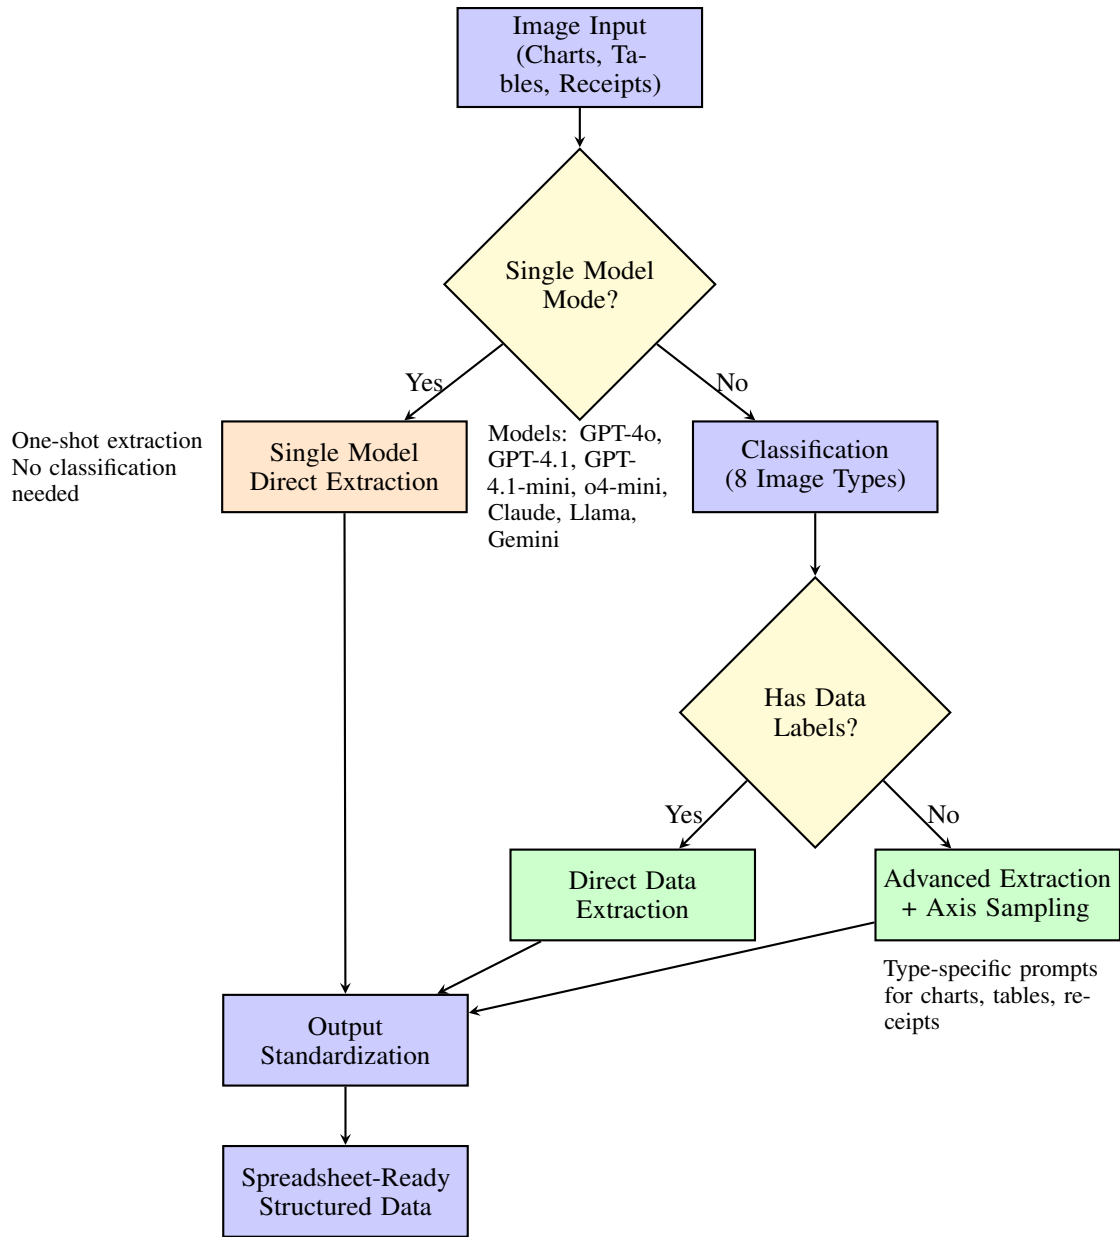 Image Input
(Charts, Ta-
bles, Receipts)
Single Model
Mode?
Yes
No
One-shot extraction
No classification
needed
Single Model
Direct Extraction
Models: GPT-4o,
GPT-4.1, GPT-
4.1-mini, o4-mini,
Claude, Llama,
Gemini
Classification
(8 Image Types)
Has Data
Labels?
Yes
No
Direct Data
Extraction
Advanced Extraction
+ Axis Sampling
Type-specific prompts
for charts, tables, re-
ceipts
Output
Standardization
Spreadsheet-Ready
Structured Data